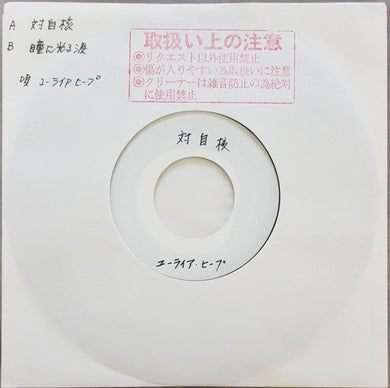 A 対自核
B 瞳に光る涙
唄 ユーライア ヒープ
取扱い上の注意
リクエスト以外使用禁止
傷が入りやすい為取扱いに注意
クリーナーは雑音防止の為絶対
に使用禁止
対自核
ユーライア・ヒープ